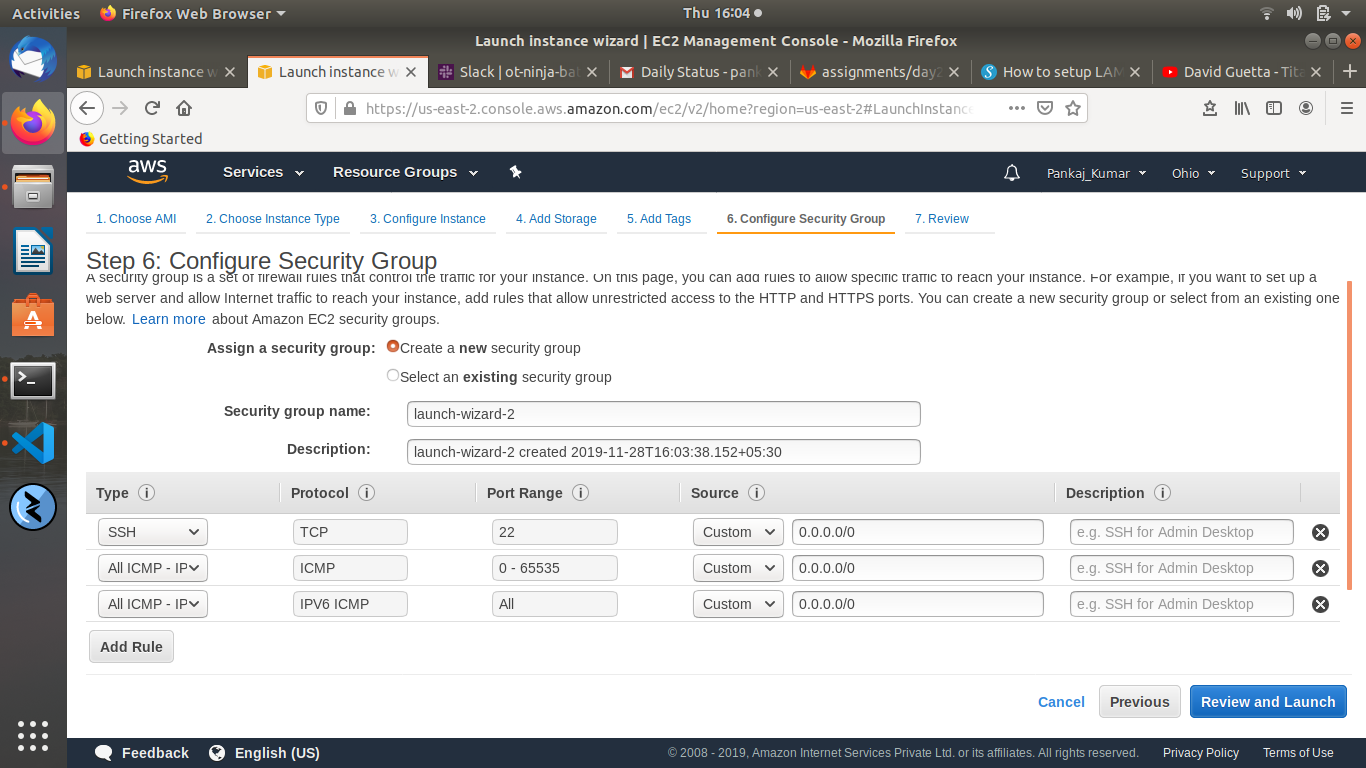 Activities Firefox Web Browser Thu 16:04
Launch instance wizard | EC2 Management Console - Mozilla Firefox
Launch instance w Launch instance w Slack | ot-ninja-bat Daily Status - pank assignments/day2 How to setup LAM David Guetta - Tita
https://us-east-2.console.aws.amazon.com/ec2/v2/home?region=us-east-2#LaunchInstance
Getting Started
aws Services Resource Groups Pankaj_Kumar Ohio Support
1. Choose AMI 2. Choose Instance Type 3. Configure Instance 4. Add Storage 5. Add Tags 6. Configure Security Group 7. Review
Step 6: Configure Security Group
A security group is a set of firewall rules that control the traffic for your instance. On this page, you can add rules to allow specific traffic to reach your instance. For example, if you want to set up a
web server and allow Internet traffic to reach your instance, add rules that allow unrestricted access to the HTTP and HTTPS ports. You can create a new security group or select from an existing one
below. Learn more about Amazon EC2 security groups.
Assign a security group: Create a new security group
Select an existing security group
Security group name: launch-wizard-2
Description: launch-wizard-2 created 2019-11-28T16:03:38.152+05:30
Type Protocol Port Range Source Description
SSH TCP 22 Custom 0.0.0.0/0 e.g. SSH for Admin Desktop
All ICMP - IP ICMP 0 - 65535 Custom 0.0.0.0/0 e.g. SSH for Admin Desktop
All ICMP - IP IPV6 ICMP All Custom 0.0.0.0/0 e.g. SSH for Admin Desktop
Add Rule
Cancel Previous Review and Launch
Feedback English (US) © 2008 - 2019, Amazon Internet Services Private Ltd. or its affiliates. All rights reserved. Privacy Policy Terms of Use